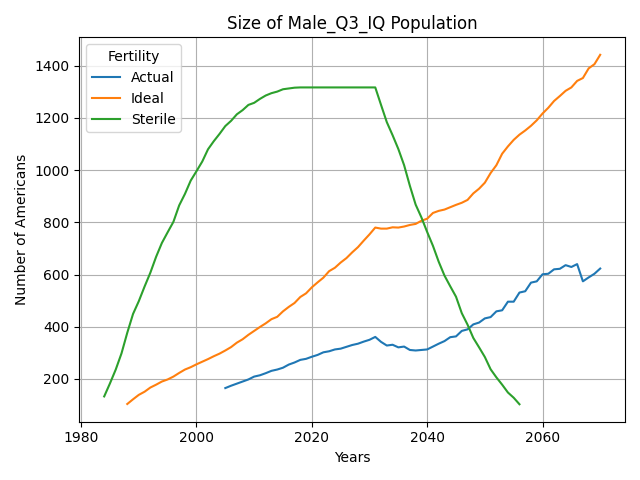 Size of Male_Q3_IQ Population
Fertility
Actual
Ideal
Sterile
Number of Americans
1400
1200
1000
800
600
400
200
1980
2000
2020
2040
2060
Years